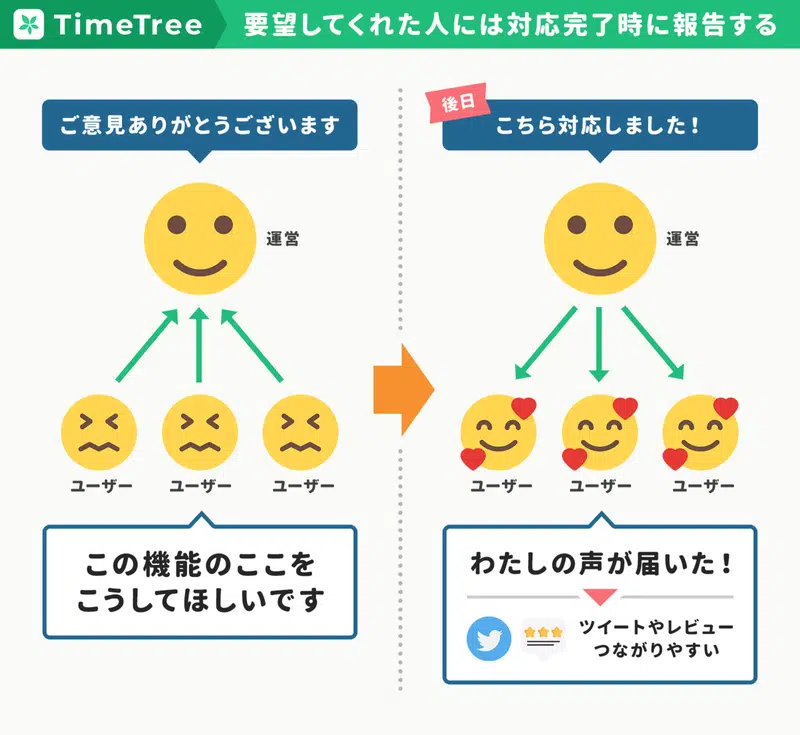 TimeTree
要望してくれた人には対応完了時に報告する
ご意見ありがとうございます
運営
ユーザー
ユーザー
ユーザー
この機能のここを
こうしてほしいです
後日
こちら対応しました！
運営
ユーザー
ユーザー
ユーザー
わたしの声が届いた！
ツイートやレビュー
つながりやすい